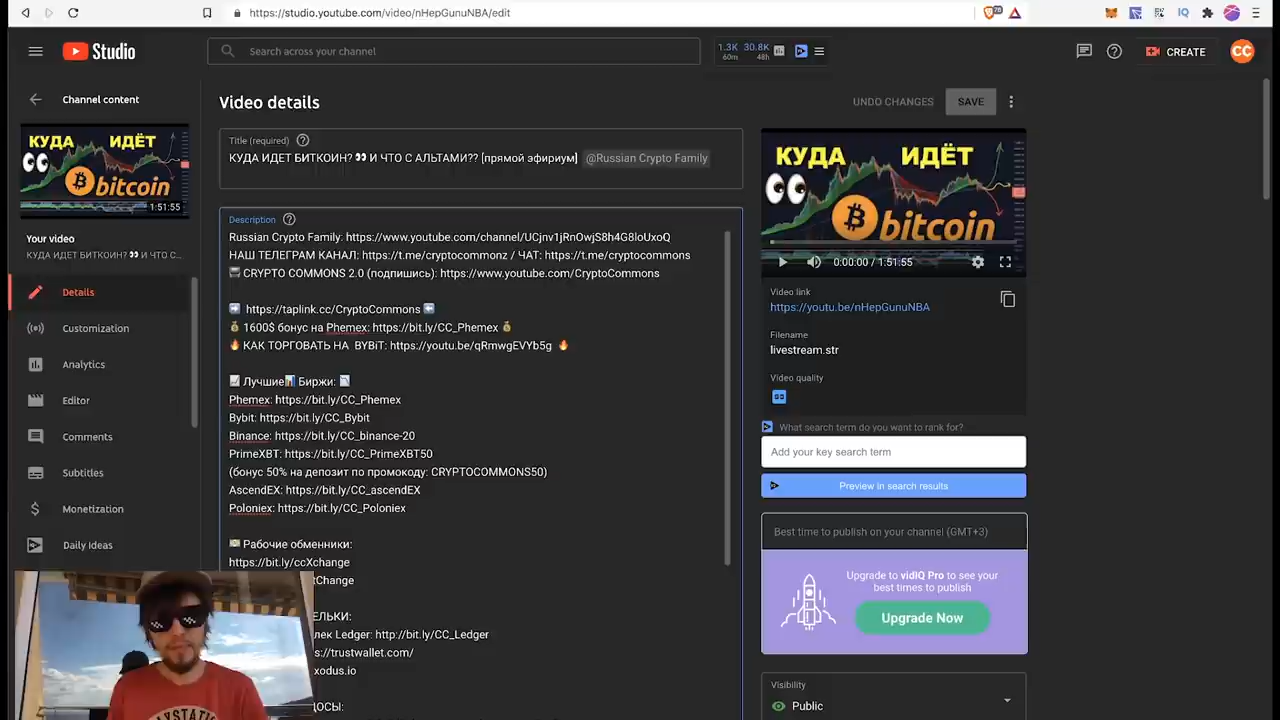 https://studio.youtube.com/video/nHepGunuNBA/edit
75
IQ
Studio
Search across your channel
1.3K 30.8K
60m 48h
CREATE
CC
Channel content
Video details
UNDO CHANGES
SAVE
КУДА ИДЁТ
bitcoin
1:51:55
Your video
КУДА ИДЕТ БИТКОИН? 👀 И ЧТО С...
Details
Customization
Analytics
Editor
Comments
Subtitles
Monetization
Daily Ideas
Title (required)
КУДА ИДЕТ БИТКОИН? 👀 И ЧТО С АЛЬТАМИ?? [прямой эфириум] @Russian Crypto Family
Description
Russian Crypto Family: https://www.youtube.com/channel/UCjnv1jRnOwjS8h4G8loUxoQ
НАШ ТЕЛЕГРАМ КАНАЛ: https://t.me/cryptocommonz / ЧАТ: https://t.me/cryptocommons
CRYPTO COMMONS 2.0 (подпишись): https://www.youtube.com/CryptoCommons
➡️ https://taplink.cc/CryptoCommons ⬅️
💰 1600$ бонус на Phemex: https://bit.ly/CC_Phemex 💰
🔥 КАК ТОРГОВАТЬ НА BYBiT: https://youtu.be/qRmwgEVYb5g 🔥
📈 Лучшие📊 Биржи: 📉
Phemex: https://bit.ly/CC_Phemex
Bybit: https://bit.ly/CC_Bybit
Binance: https://bit.ly/CC_binance-20
PrimeXBT: https://bit.ly/CC_PrimeXBT50
(бонус 50% на депозит по промокоду: CRYPTOCOMMONS50)
AscendEX: https://bit.ly/CC_ascendEX
Poloniex: https://bit.ly/CC_Poloniex
💵 Рабочие обменники:
https://bit.ly/ccXchange
xChange
ЕЛЬКИ:
лек Ledger: http://bit.ly/CC_Ledger
s://trustwallet.com/
xodus.io
ДОСЫ:
КУДА ИДЁТ
bitcoin
0:00:00 / 1:51:55
Video link
https://youtu.be/nHepGunuNBA
Filename
livestream.str
Video quality
What search term do you want to rank for?
Add your key search term
Preview in search results
Best time to publish on your channel (GMT+3)
Upgrade to vidIQ Pro to see your
best times to publish
Upgrade Now
Visibility
Public